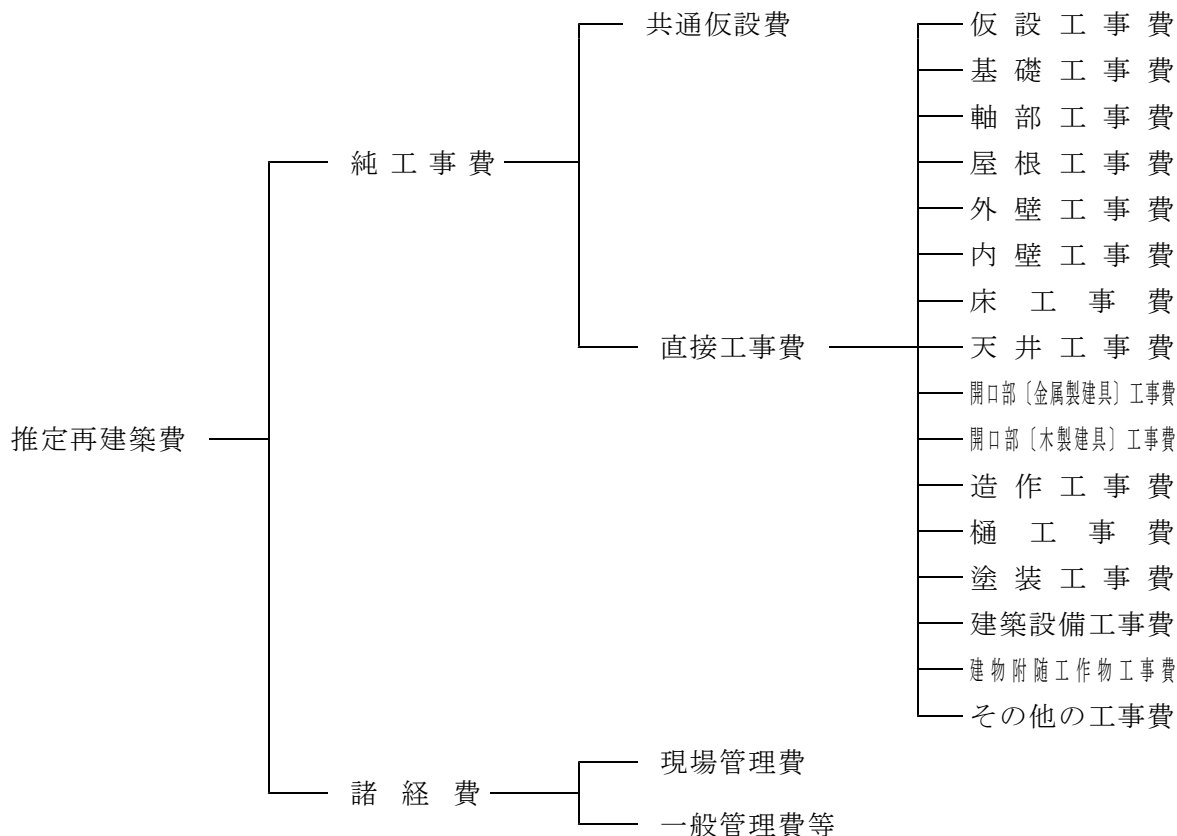 共通仮設費
仮設工事費
基礎工事費
軸部工事費
純工事費
屋根工事費
外壁工事費
内壁工事費
床工事費
直接工事費
天井工事費
開口部〔金属製建具〕工事費
推定再建築費
開口部〔木製建具〕工事費
造作工事費
樋工事費
塗装工事費
建築設備工事費
建物附随工作物工事費
その他の工事費
現場管理費
諸経費
一般管理費等